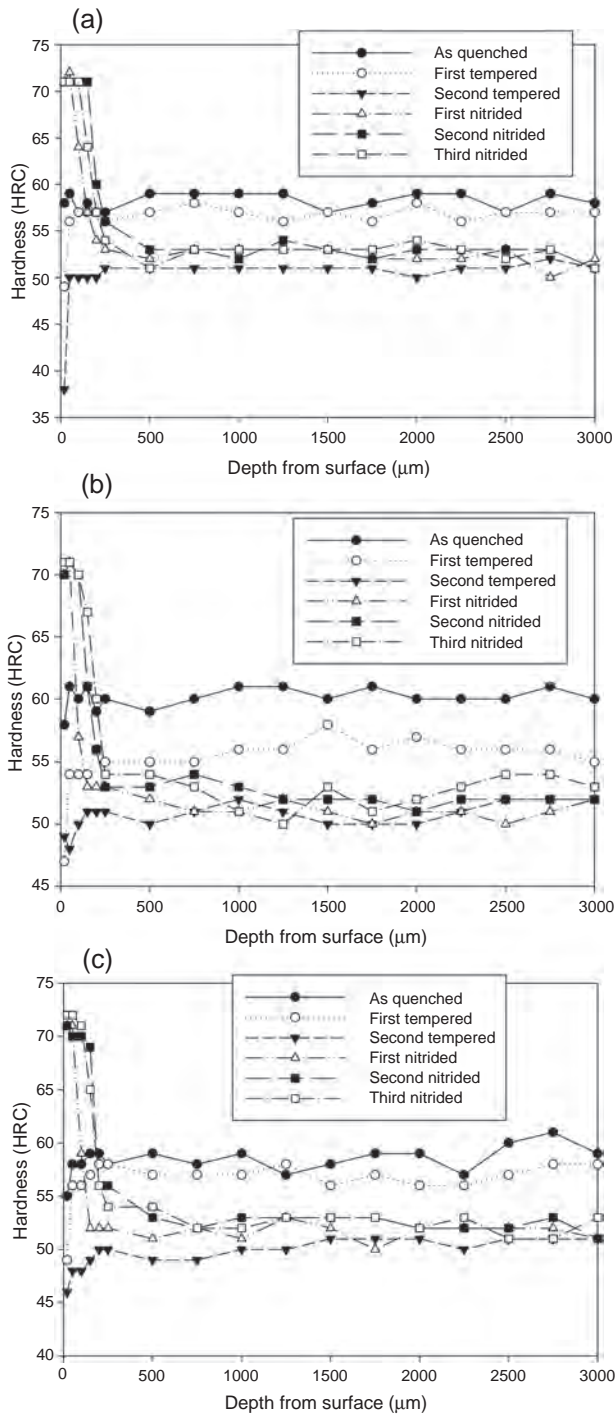 (a)
75
70
65
60
55
50
45
40
35
Hardness (HRC)
As quenched
First tempered
Second tempered
First nitrided
Second nitrided
Third nitrided
0 500 1000 1500 2000 2500 3000
Depth from surface (μm)
(b)
75
70
65
60
55
50
45
Hardness (HRC)
As quenched
First tempered
Second tempered
First nitrided
Second nitrided
Third nitrided
0 500 1000 1500 2000 2500 3000
Depth from surface (μm)
(c)
75
70
65
60
55
50
45
40
Hardness (HRC)
As quenched
First tempered
Second tempered
First nitrided
Second nitrided
Third nitrided
0 500 1000 1500 2000 2500 3000
Depth from surface (μm)